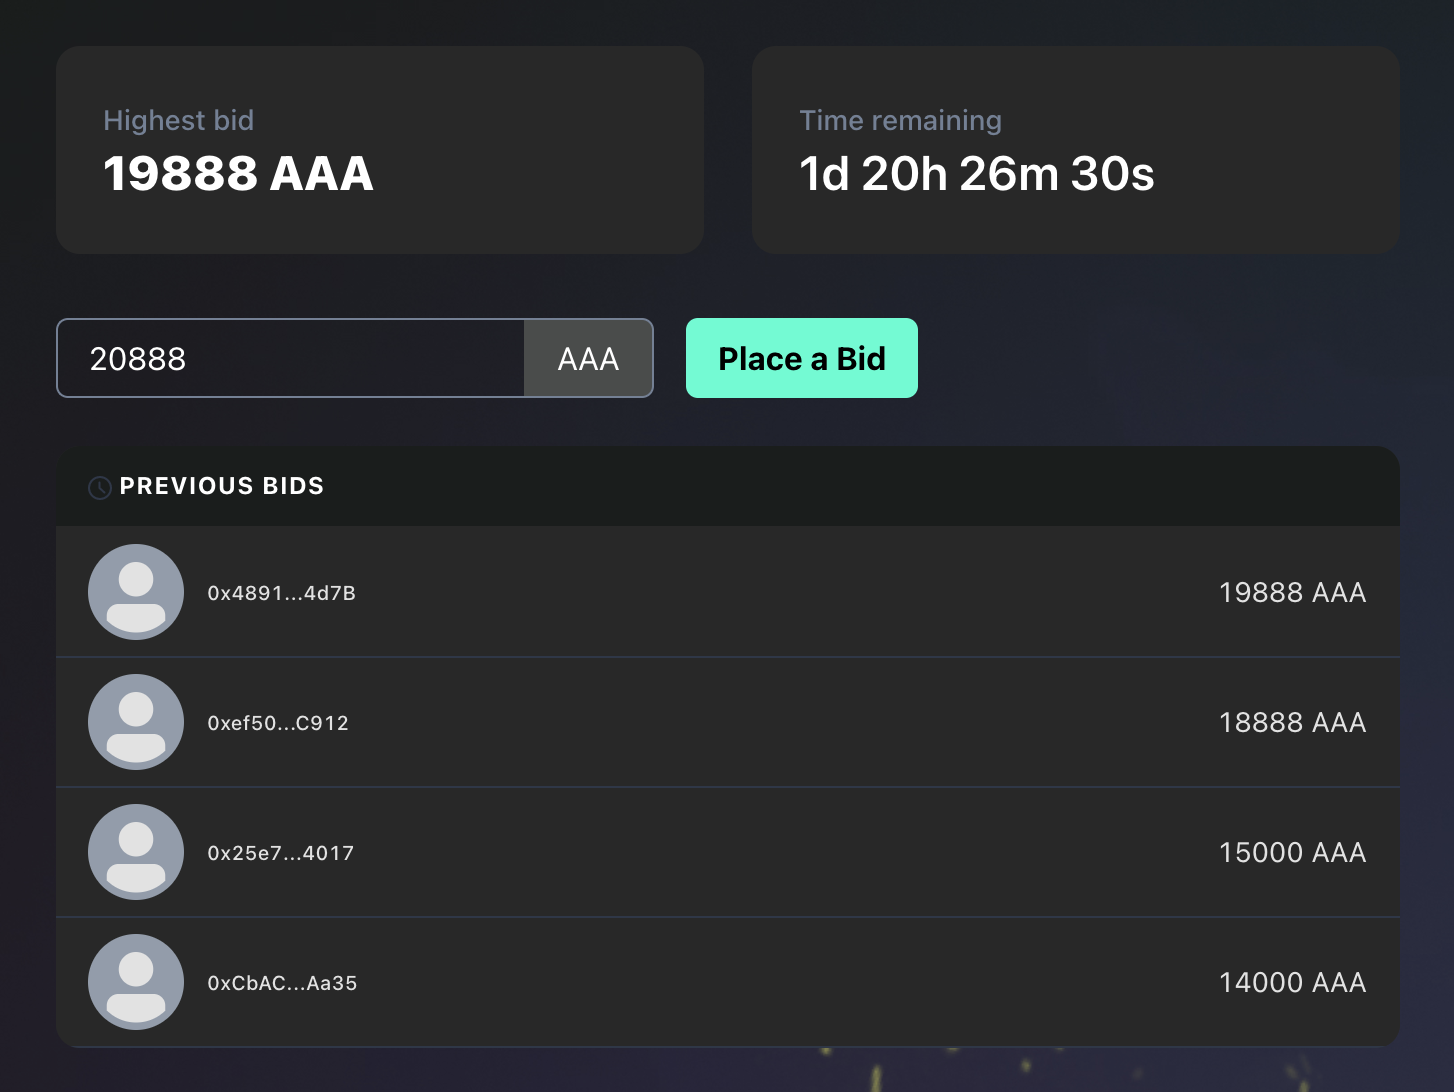 Highest bid
19888 AAA
Time remaining
1d 20h 26m 30s
20888 AAA
Place a Bid
PREVIOUS BIDS
0x4891...4d7B 19888 AAA
0xef50...C912 18888 AAA
0x25e7...4017 15000 AAA
0xCbAC...Aa35 14000 AAA